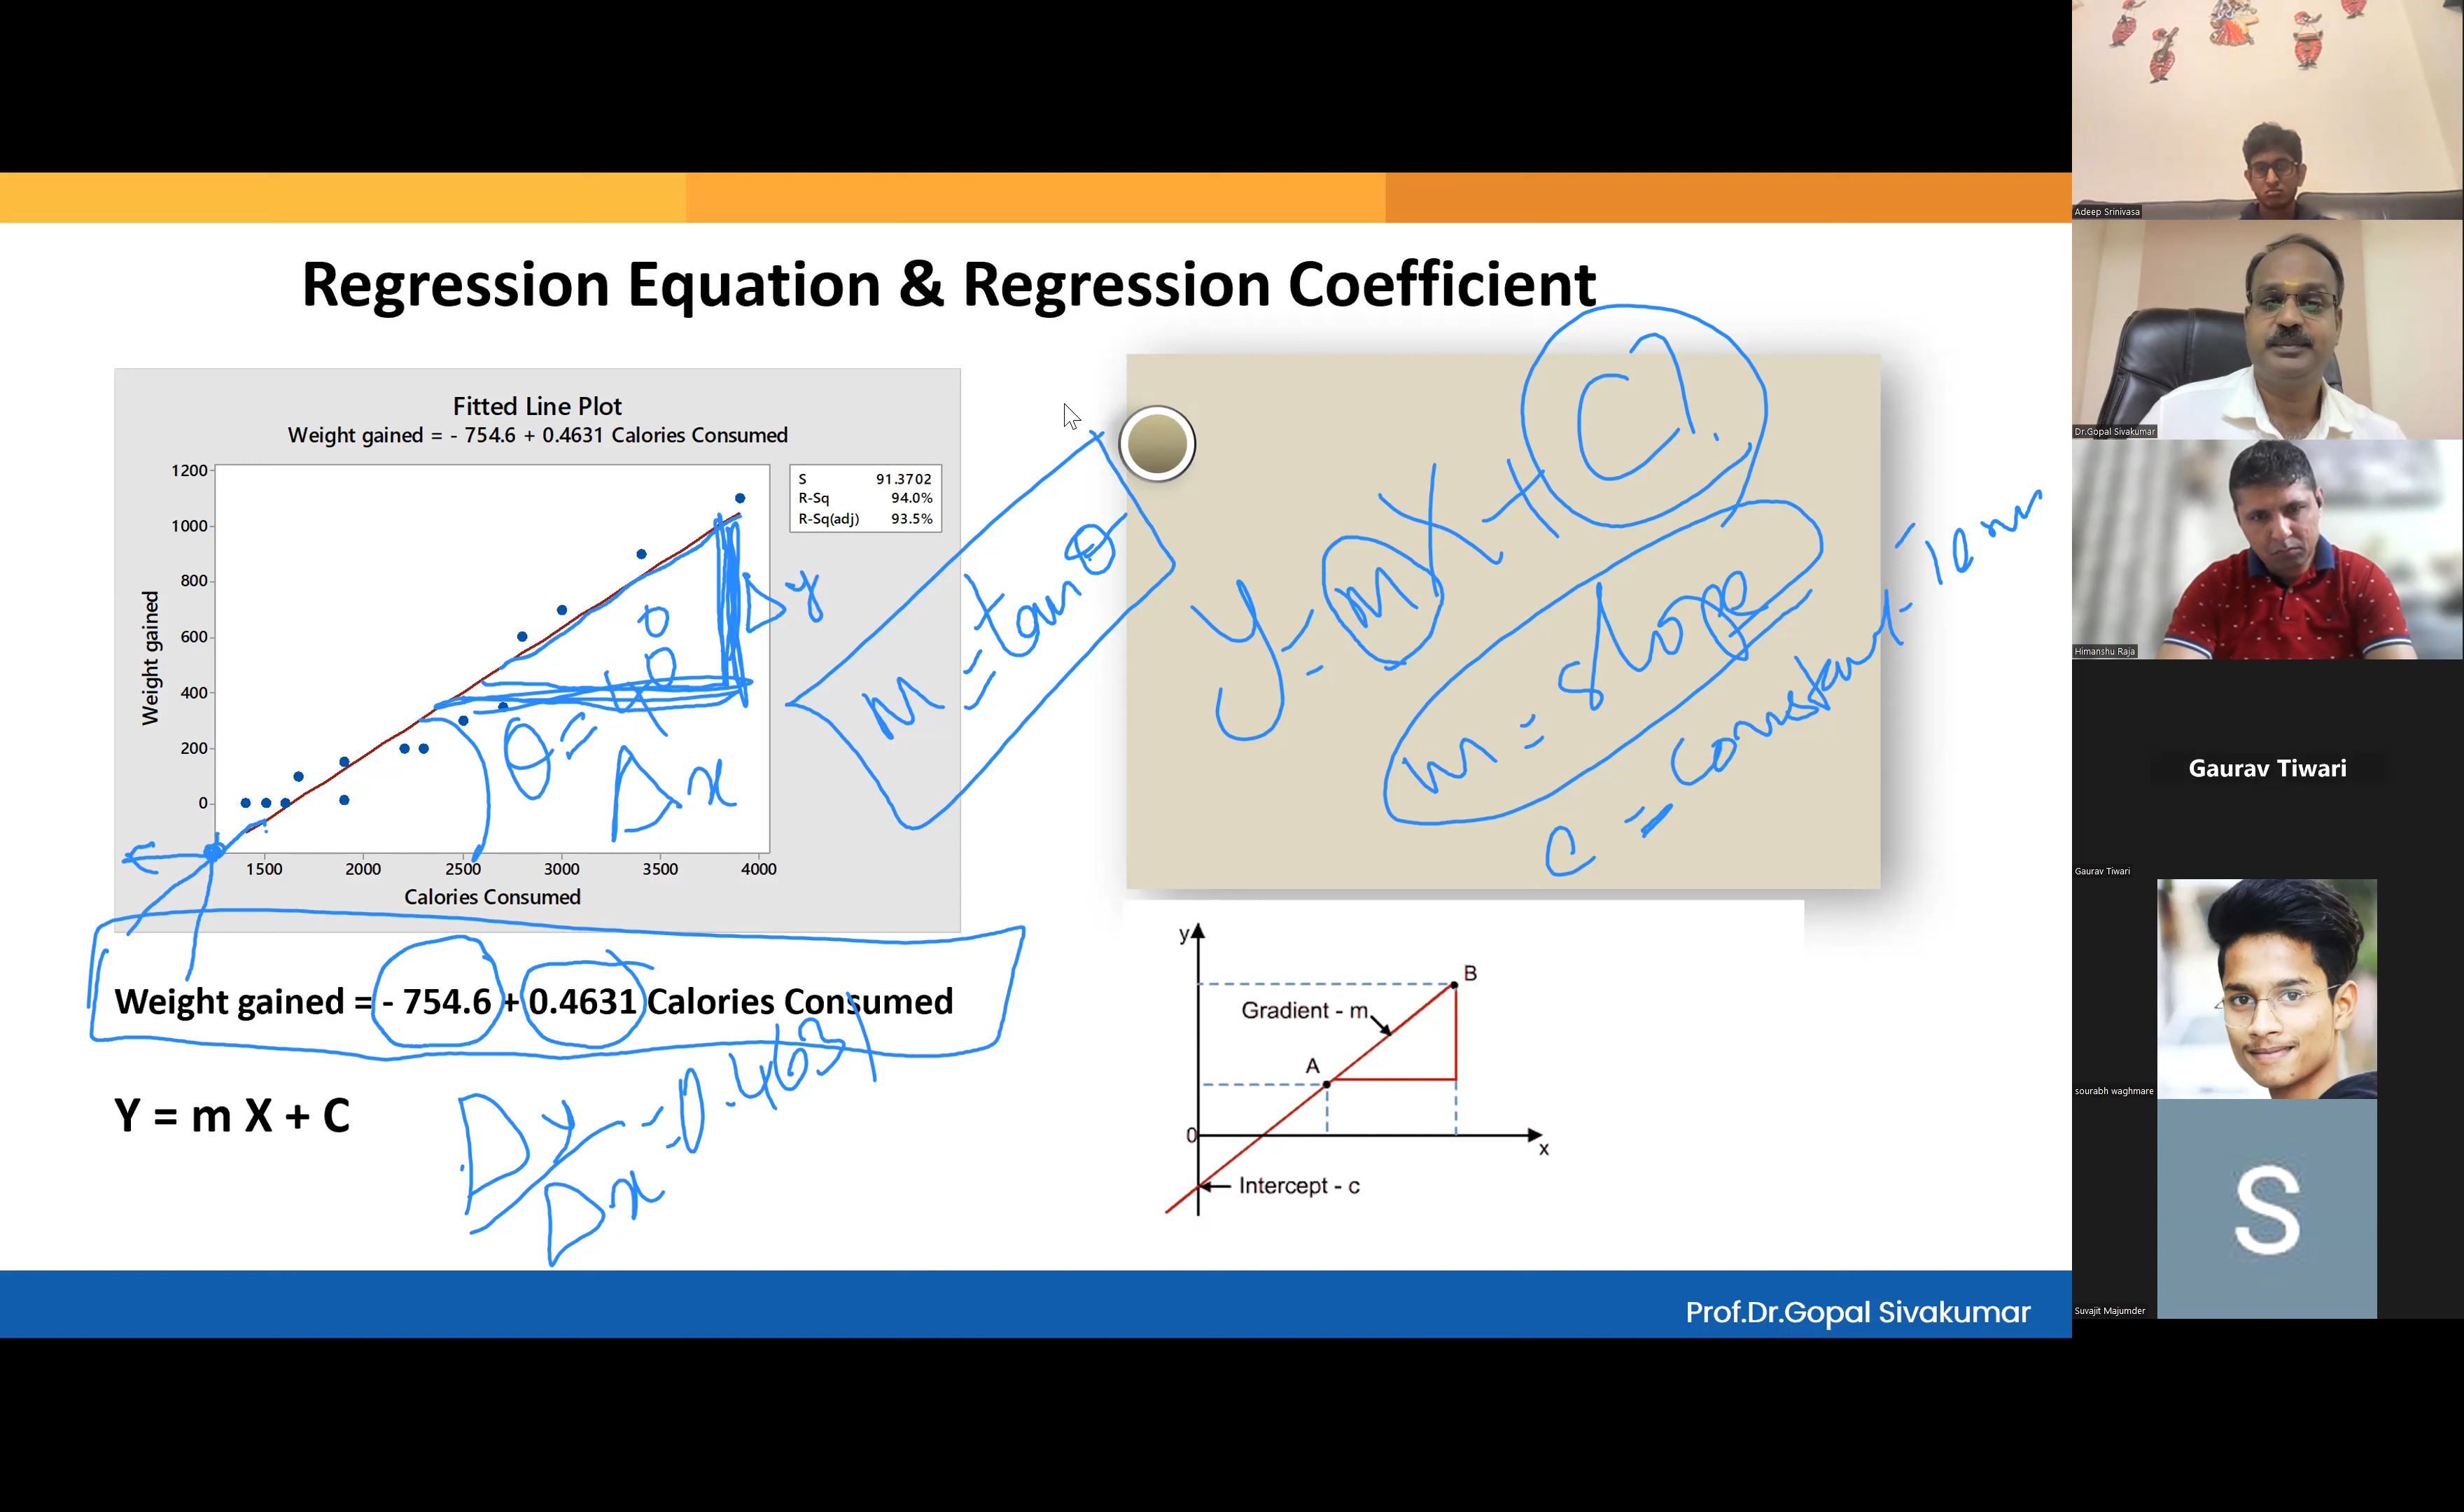 Regression Equation & Regression Coefficient
Fitted Line Plot
Weight gained = - 754.6 + 0.4631 Calories Consumed
S 91.3702
R-Sq 94.0%
R-Sq(adj) 93.5%
1200
1000
800
600
400
200
0
Weight gained
1500 2000 2500 3000 3500 4000
Calories Consumed
Δy
Δx
m = tan θ
y = mx + C
m = slope
Weight gained = - 754.6 + 0.4631 Calories Consumed
Y = m X + C
Δy/Δx = 0.4631
y
B
Gradient - m
A
0
x
Intercept - c
Prof.Dr.Gopal Sivakumar
Adeep Srinivasa
Dr.Gopal Sivakumar
Himanshu Raja
Gaurav Tiwari
Gaurav Tiwari
sourabh waghmare
S
Suvajit Majumder